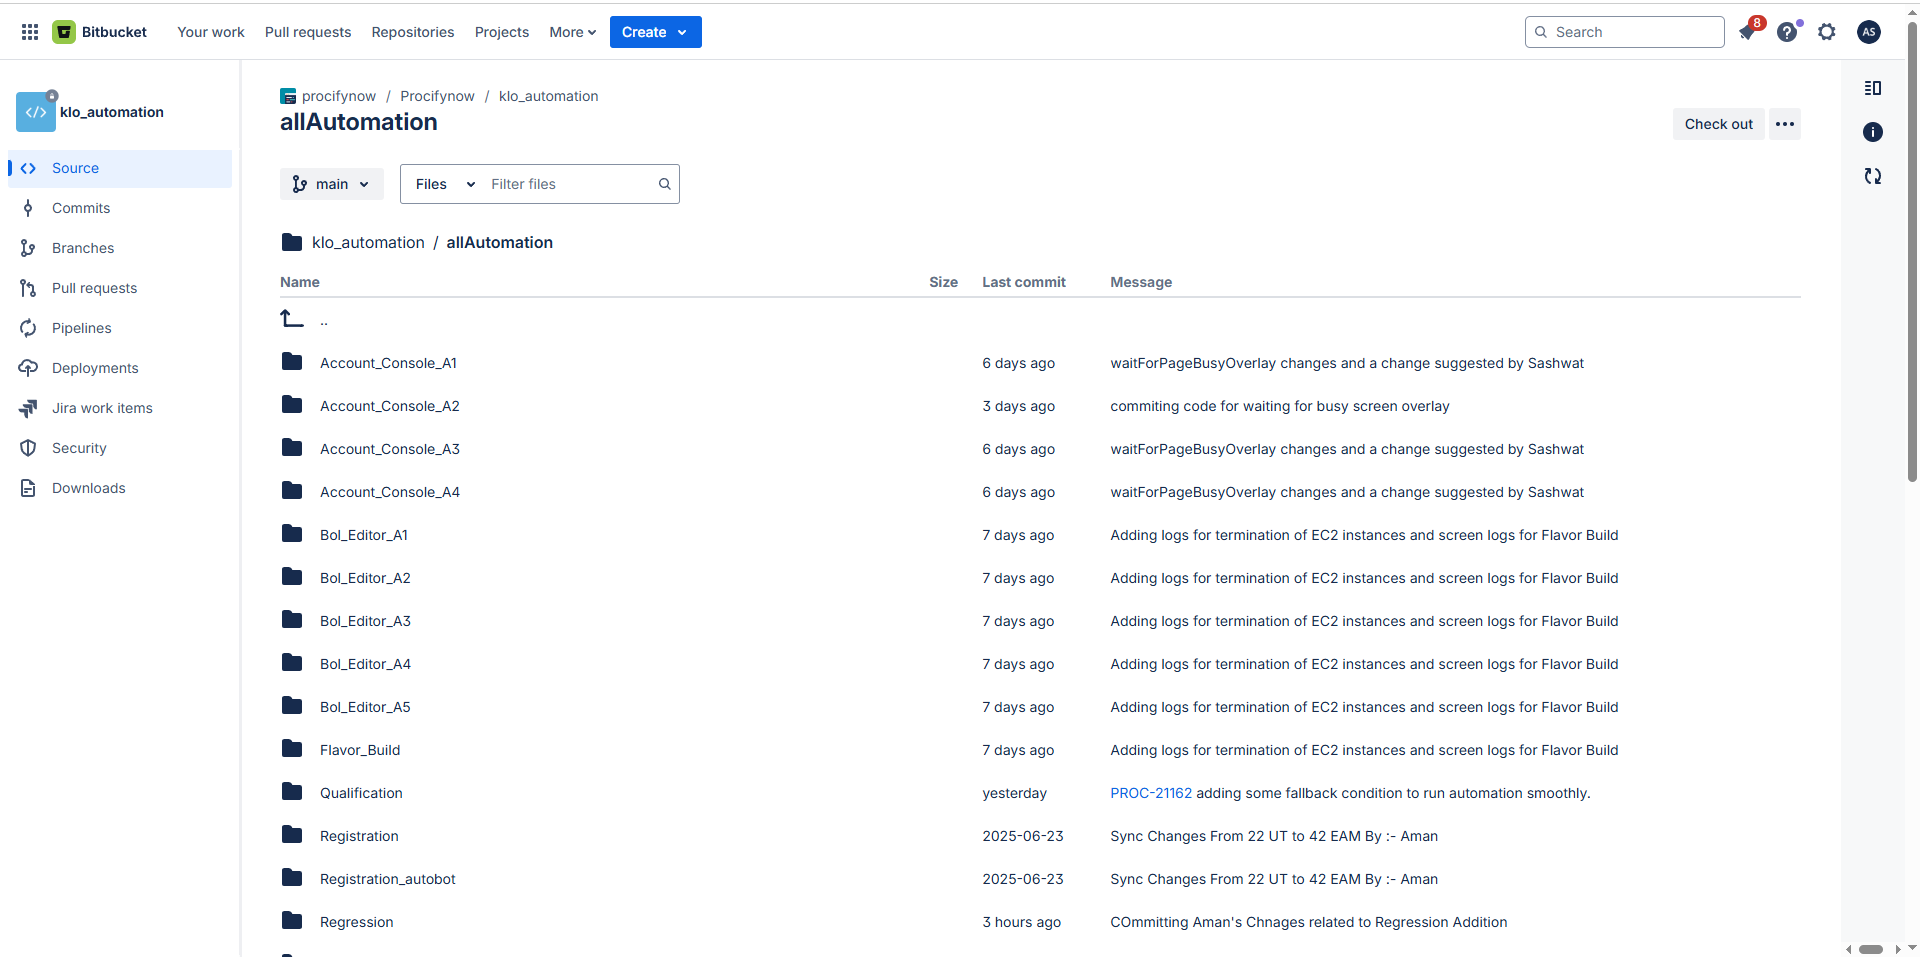 Bitbucket Your work Pull requests Repositories Projects More Create Search 8 AS
klo_automation
Source
Commits
Branches
Pull requests
Pipelines
Deployments
Jira work items
Security
Downloads
procifynow / Procifynow / klo_automation
allAutomation
Check out
main Files Filter files
klo_automation / allAutomation
Name Size Last commit Message
..
Account_Console_A1 6 days ago waitForPageBusyOverlay changes and a change suggested by Sashwat
Account_Console_A2 3 days ago commiting code for waiting for busy screen overlay
Account_Console_A3 6 days ago waitForPageBusyOverlay changes and a change suggested by Sashwat
Account_Console_A4 6 days ago waitForPageBusyOverlay changes and a change suggested by Sashwat
Bol_Editor_A1 7 days ago Adding logs for termination of EC2 instances and screen logs for Flavor Build
Bol_Editor_A2 7 days ago Adding logs for termination of EC2 instances and screen logs for Flavor Build
Bol_Editor_A3 7 days ago Adding logs for termination of EC2 instances and screen logs for Flavor Build
Bol_Editor_A4 7 days ago Adding logs for termination of EC2 instances and screen logs for Flavor Build
Bol_Editor_A5 7 days ago Adding logs for termination of EC2 instances and screen logs for Flavor Build
Flavor_Build 7 days ago Adding logs for termination of EC2 instances and screen logs for Flavor Build
Qualification yesterday PROC-21162 adding some fallback condition to run automation smoothly.
Registration 2025-06-23 Sync Changes From 22 UT to 42 EAM By :- Aman
Registration_autobot 2025-06-23 Sync Changes From 22 UT to 42 EAM By :- Aman
Regression 3 hours ago COmmitting Aman's Chnages related to Regression Addition